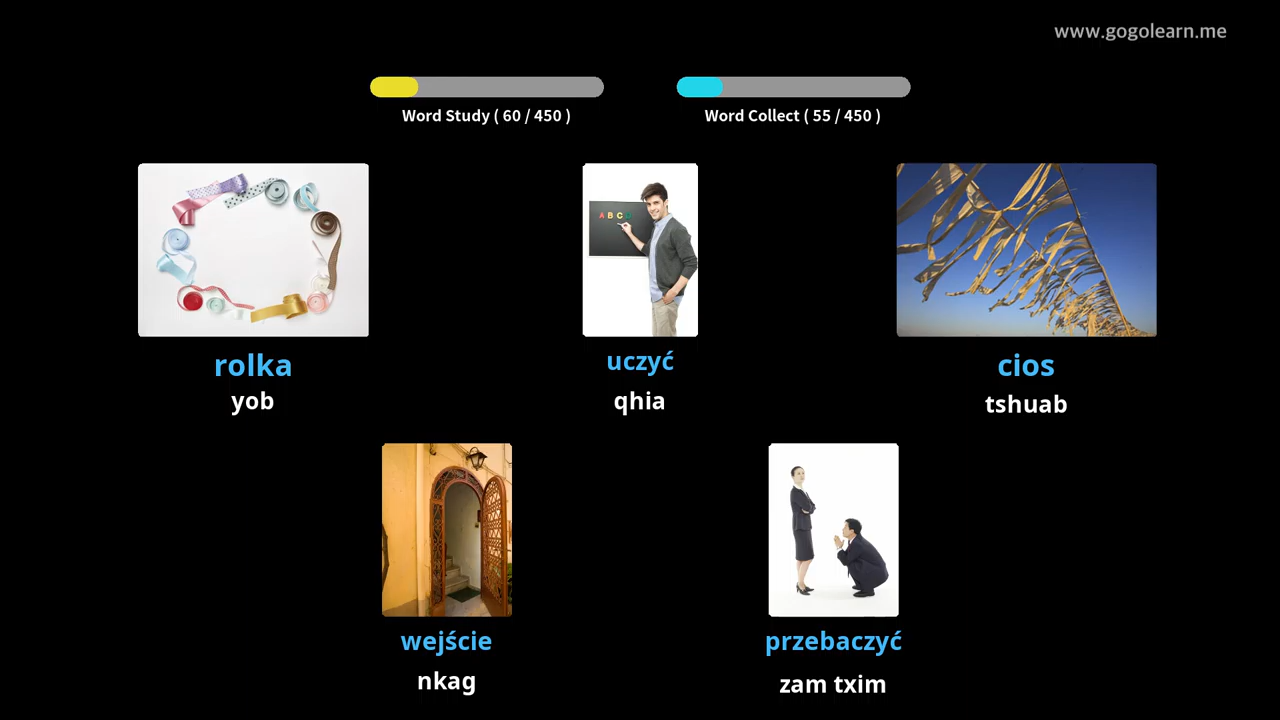 www.gogolearn.me
Word Study ( 60 / 450 )
Word Collect ( 55 / 450 )
A B C D
rolka
yob
uczyć
qhia
cios
tshuab
wejście
nkag
przebaczyć
zam txim